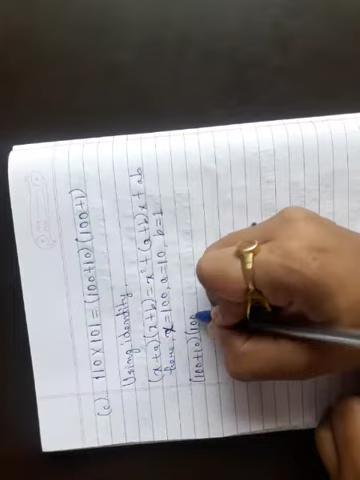 (c) 110 x 101 = (100+10) (100+1)
Using identity,
(x+a) (x+b) = x² + (a+b)x + ab
here, x = 100, a = 10, b = 1
(100+10) (100